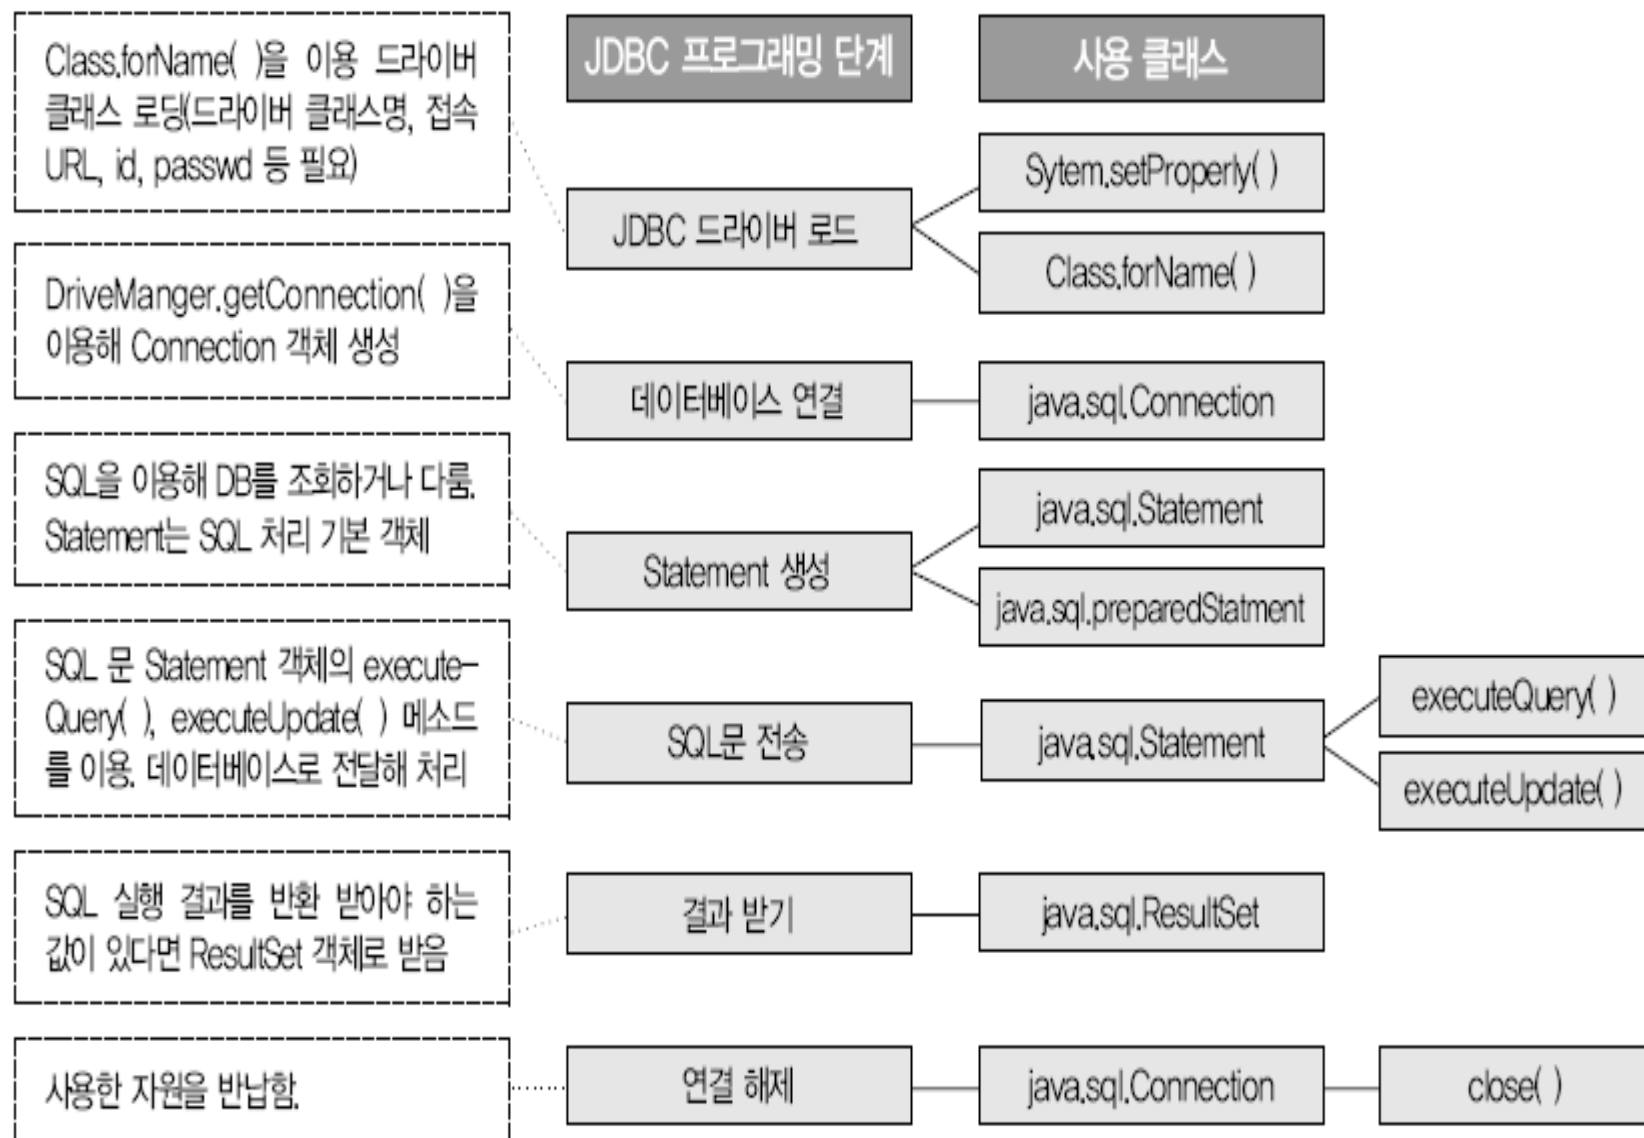 Class.forName( )을 이용 드라이버
클래스 로딩(드라이버 클래스명, 접속
URL, id, passwd 등 필요)
JDBC 프로그래밍 단계
사용 클래스
JDBC 드라이버 로드
Sytem.setProperly( )
Class.forName( )
DriveManger.getConnection( )을
이용해 Connection 객체 생성
데이터베이스 연결
java.sql.Connection
SQL을 이용해 DB를 조회하거나 다룸.
Statement는 SQL 처리 기본 객체
Statement 생성
java.sql.Statement
java.sql.preparedStatment
SQL 문 Statement 객체의 execute-
Query( ), executeUpdate( ) 메소드
를 이용. 데이터베이스로 전달해 처리
SQL문 전송
java.sql.Statement
executeQuery( )
executeUpdate( )
SQL 실행 결과를 반환 받아야 하는
값이 있다면 ResultSet 객체로 받음
결과 받기
java.sql.ResultSet
사용한 자원을 반납함.
연결 해제
java.sql.Connection
close( )